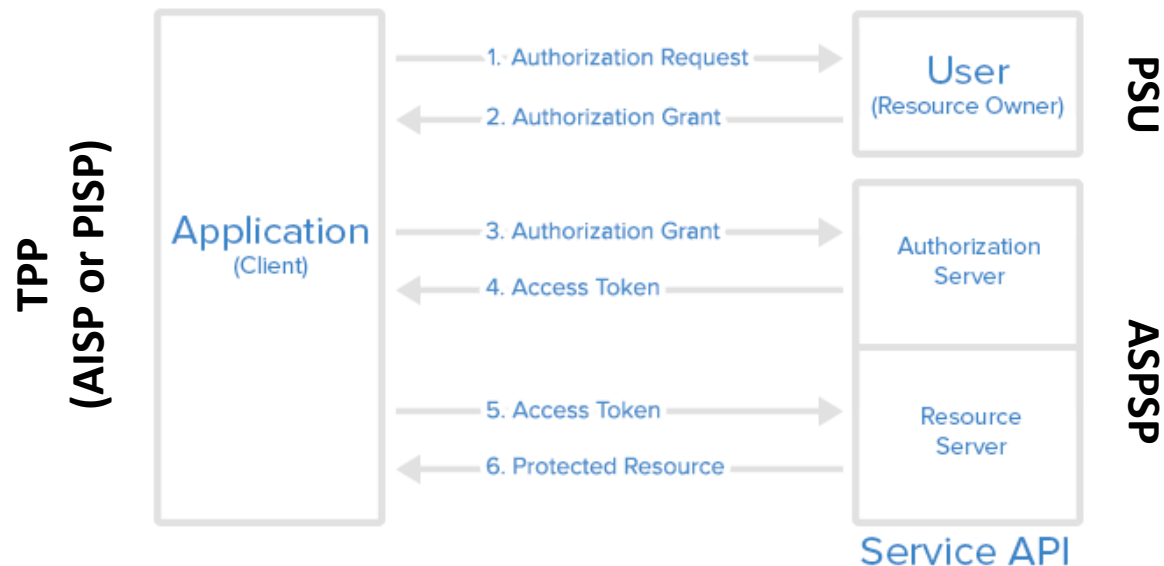 TPP
(AISP or PISP)
Application
(Client)
1. Authorization Request
2. Authorization Grant
3. Authorization Grant
4. Access Token
5. Access Token
6. Protected Resource
User
(Resource Owner)
PSU
Authorization
Server
Resource
Server
ASPSP
Service API